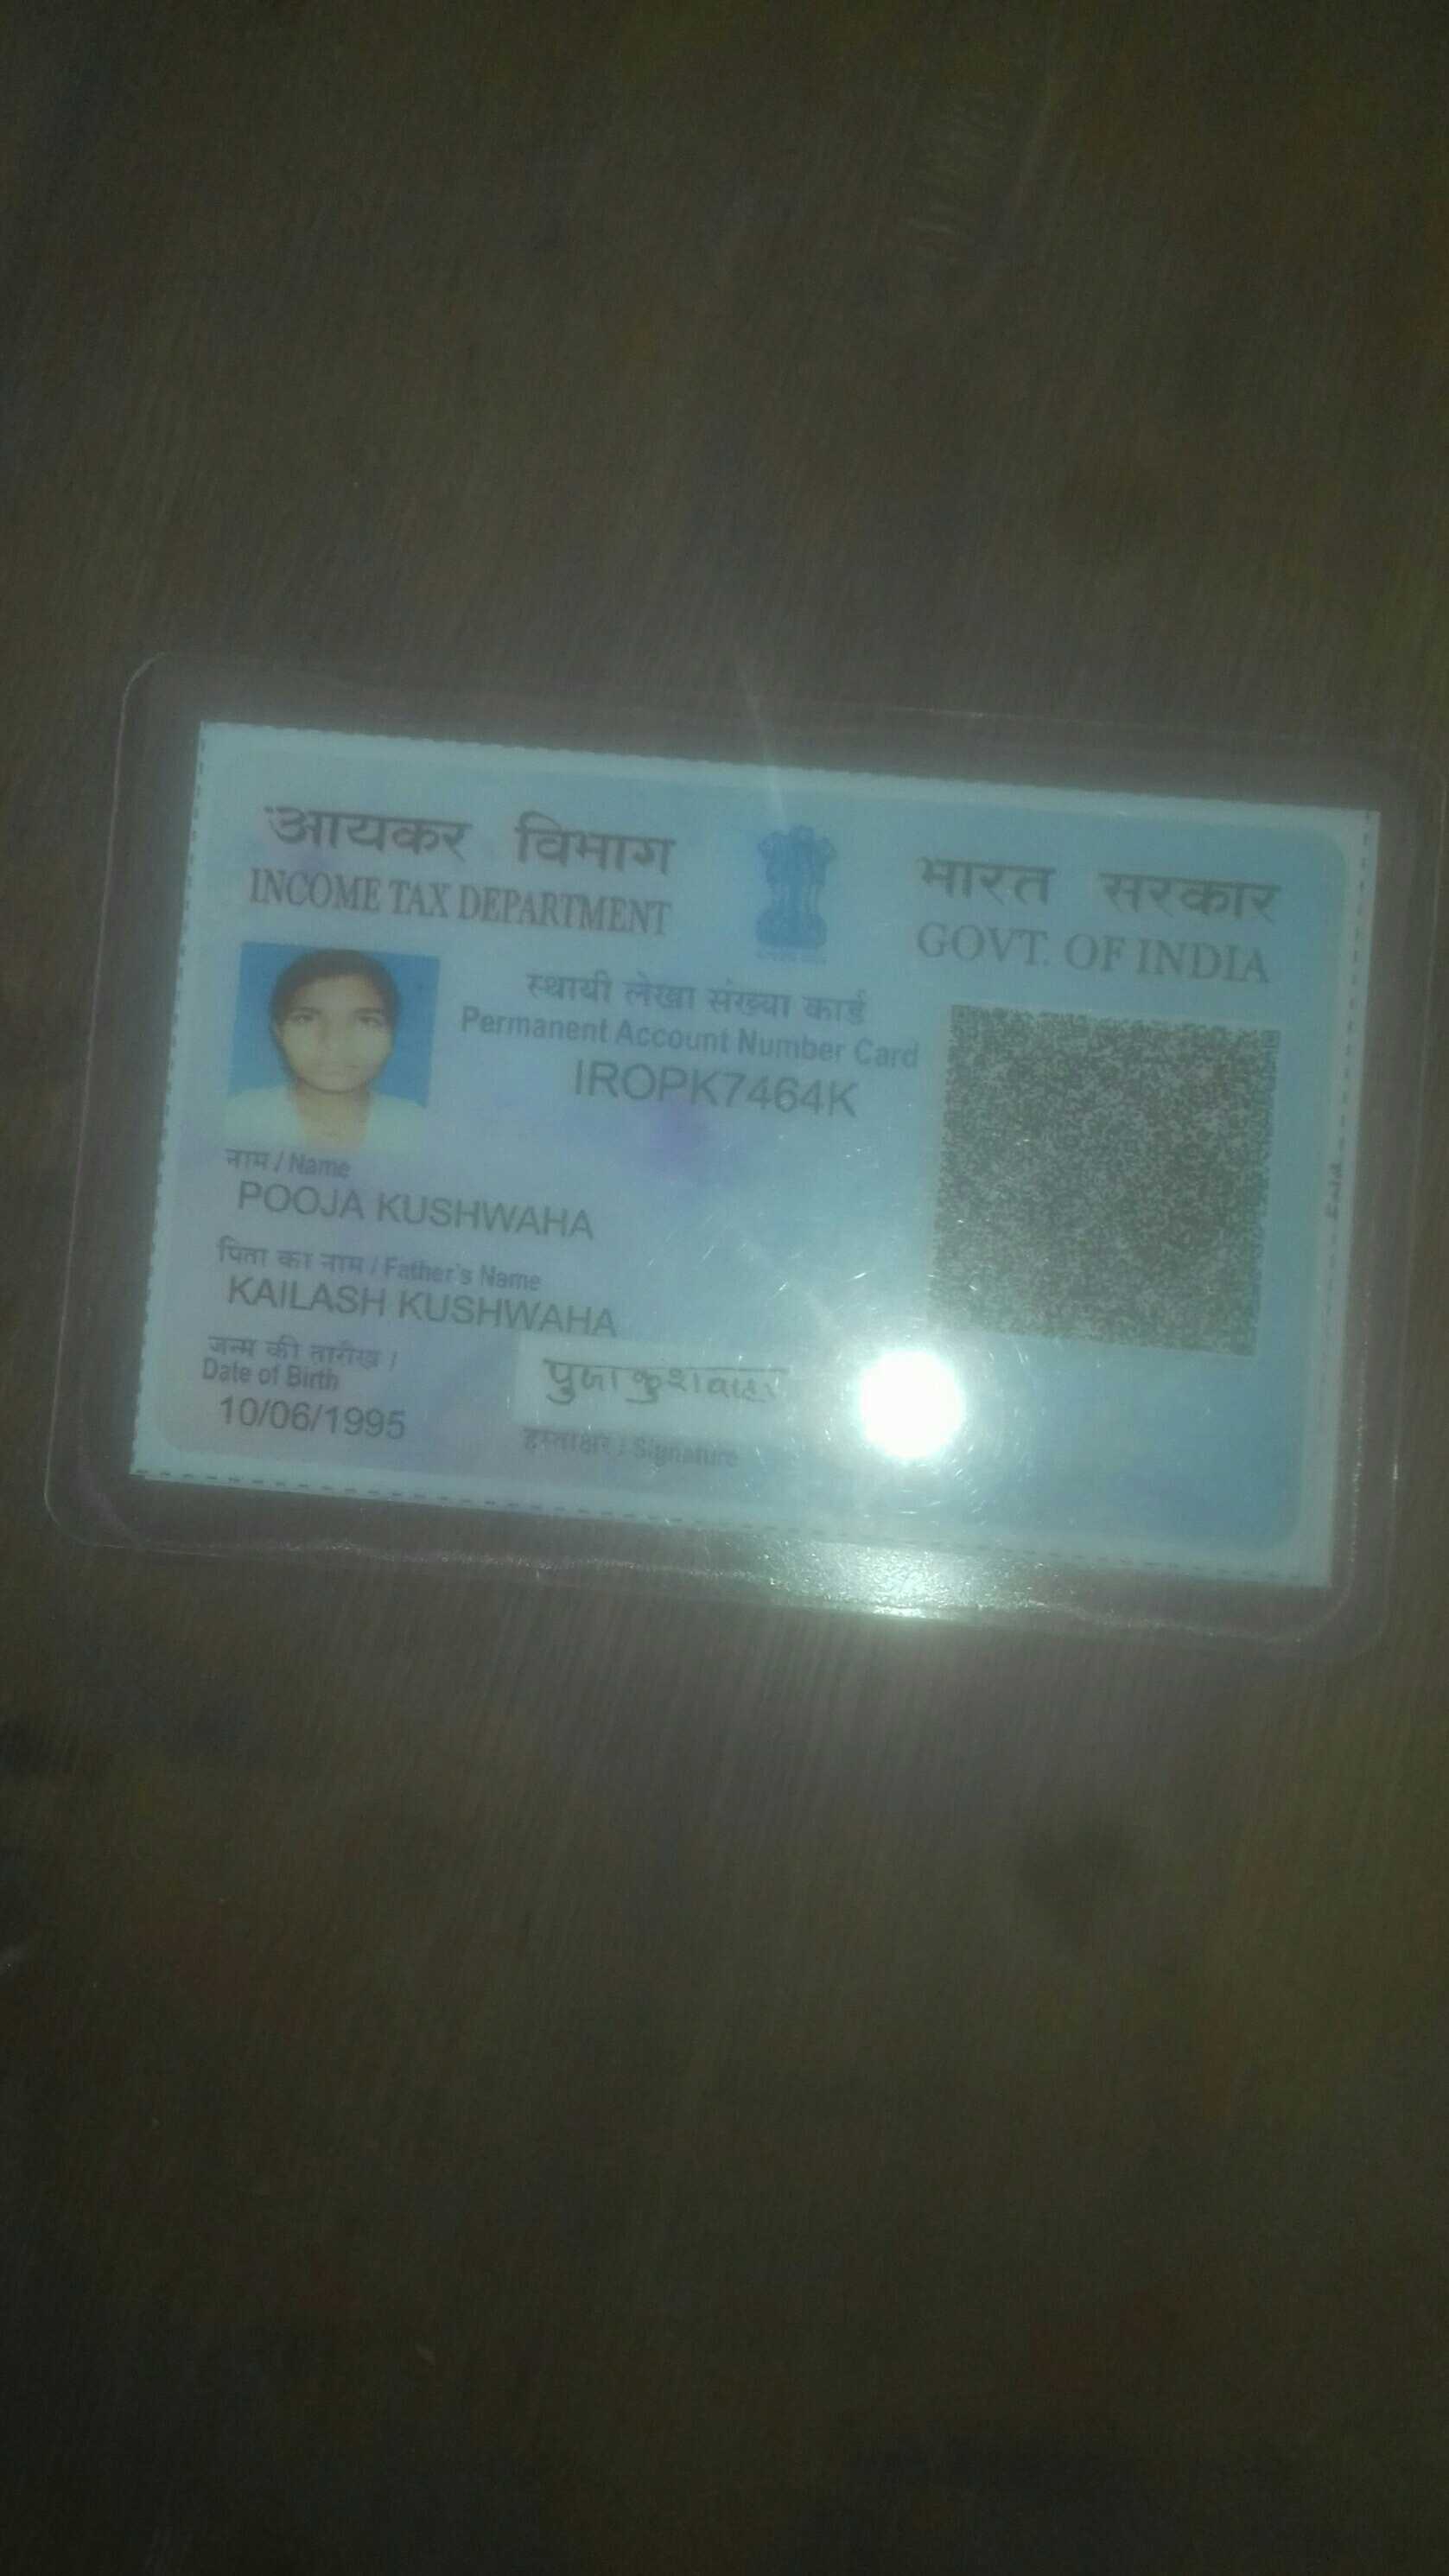 आयकर विभाग
INCOME TAX DEPARTMENT
भारत सरकार
GOVT. OF INDIA
स्थायी लेखा संख्या कार्ड
Permanent Account Number Card
IROPK7464K
नाम / Name
POOJA KUSHWAHA
पिता का नाम / Father's Name
KAILASH KUSHWAHA
जन्म की तारीख /
Date of Birth
10/06/1995
पुजा कुशवाहा
हस्ताक्षर / Signature